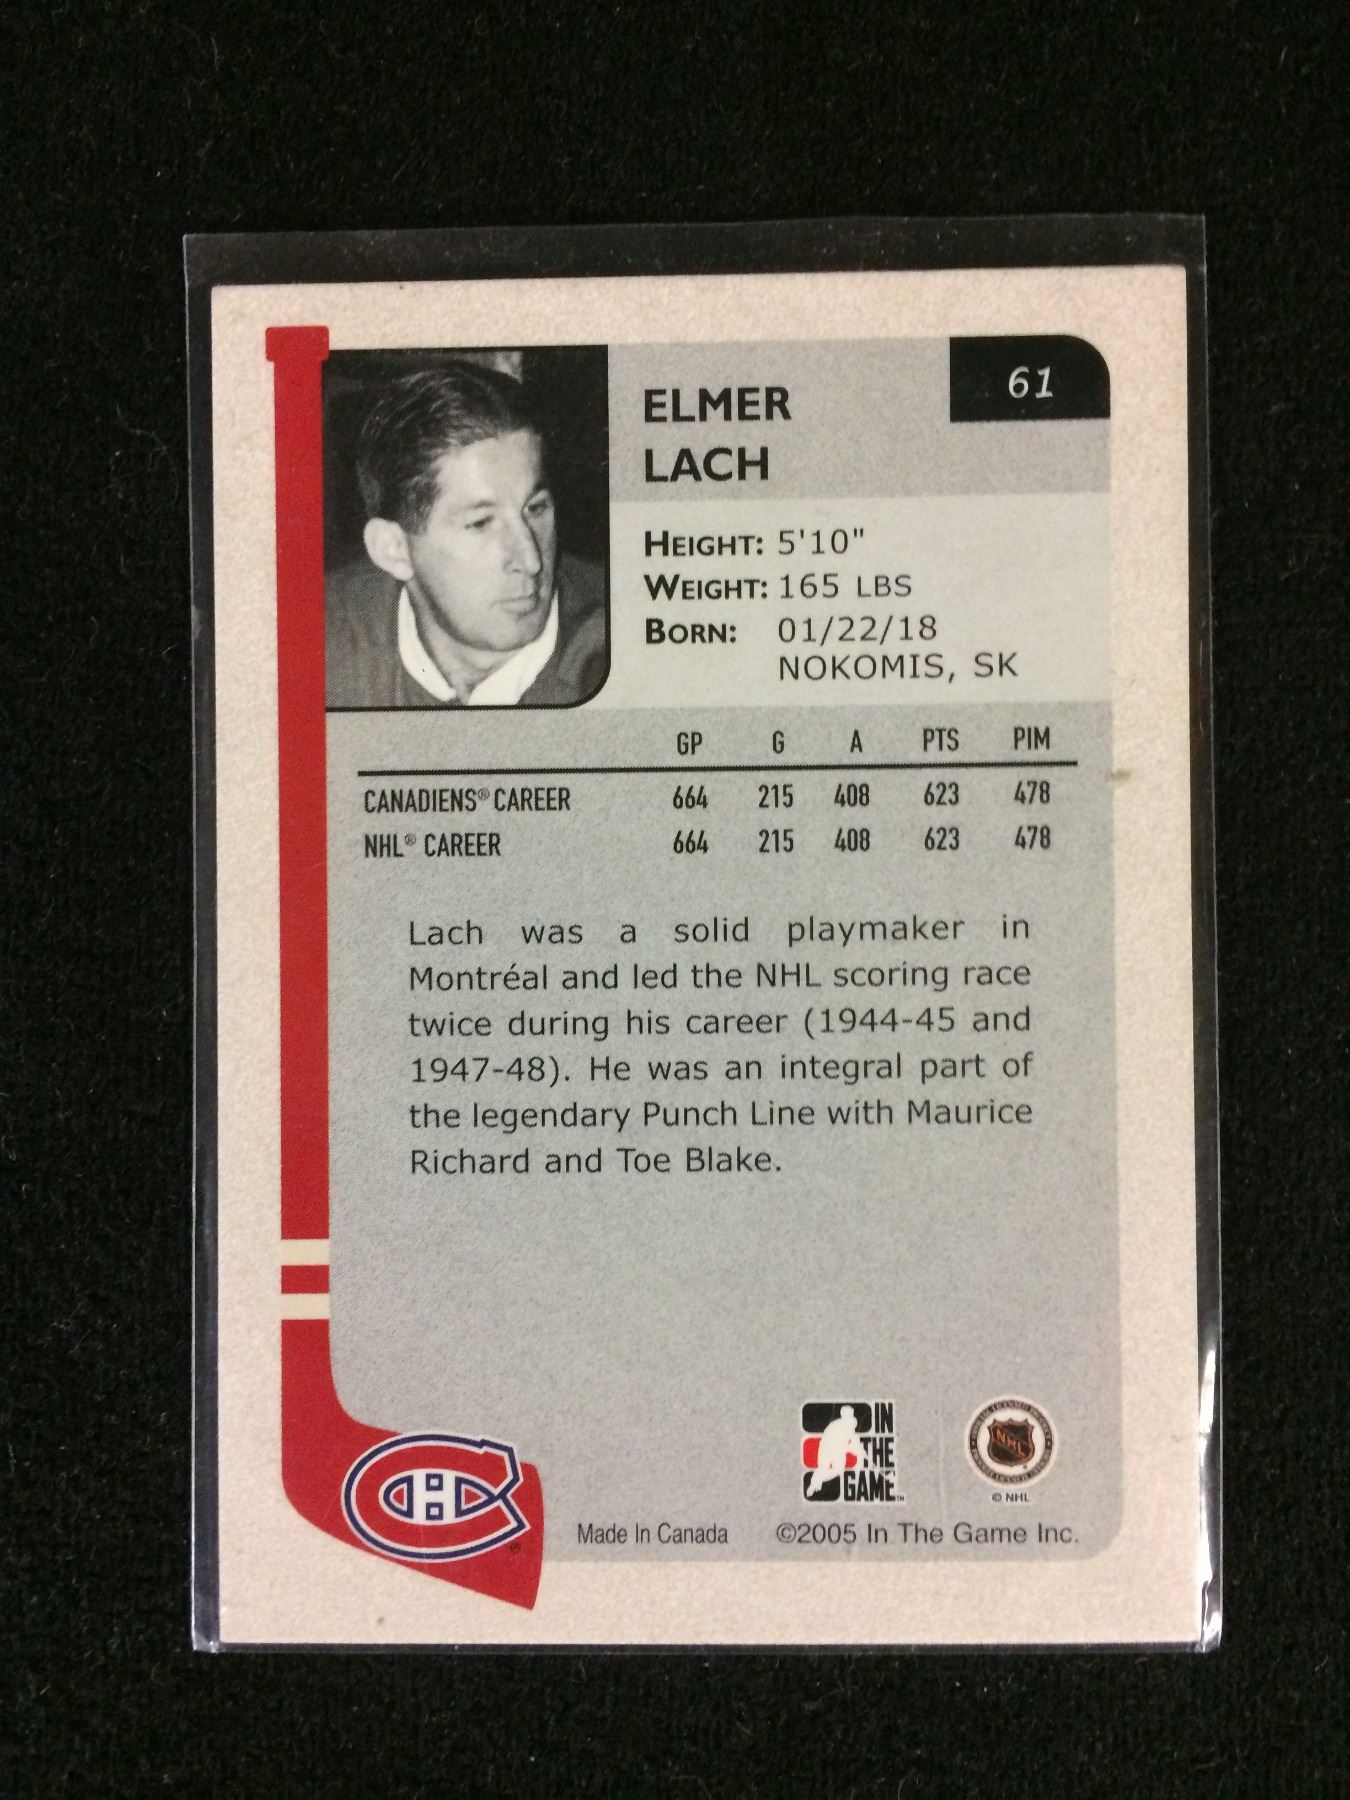 61
ELMER
LACH
HEIGHT: 5'10"
WEIGHT: 165 LBS
BORN: 01/22/18
NOKOMIS, SK
GP G A PTS PIM
CANADIENS® CAREER 664 215 408 623 478
NHL® CAREER 664 215 408 623 478
Lach was a solid playmaker in
Montréal and led the NHL scoring race
twice during his career (1944-45 and
1947-48). He was an integral part of
the legendary Punch Line with Maurice
Richard and Toe Blake.
IN
THE
GAME™
NHL
© NHL
CH
®
Made In Canada ©2005 In The Game Inc.